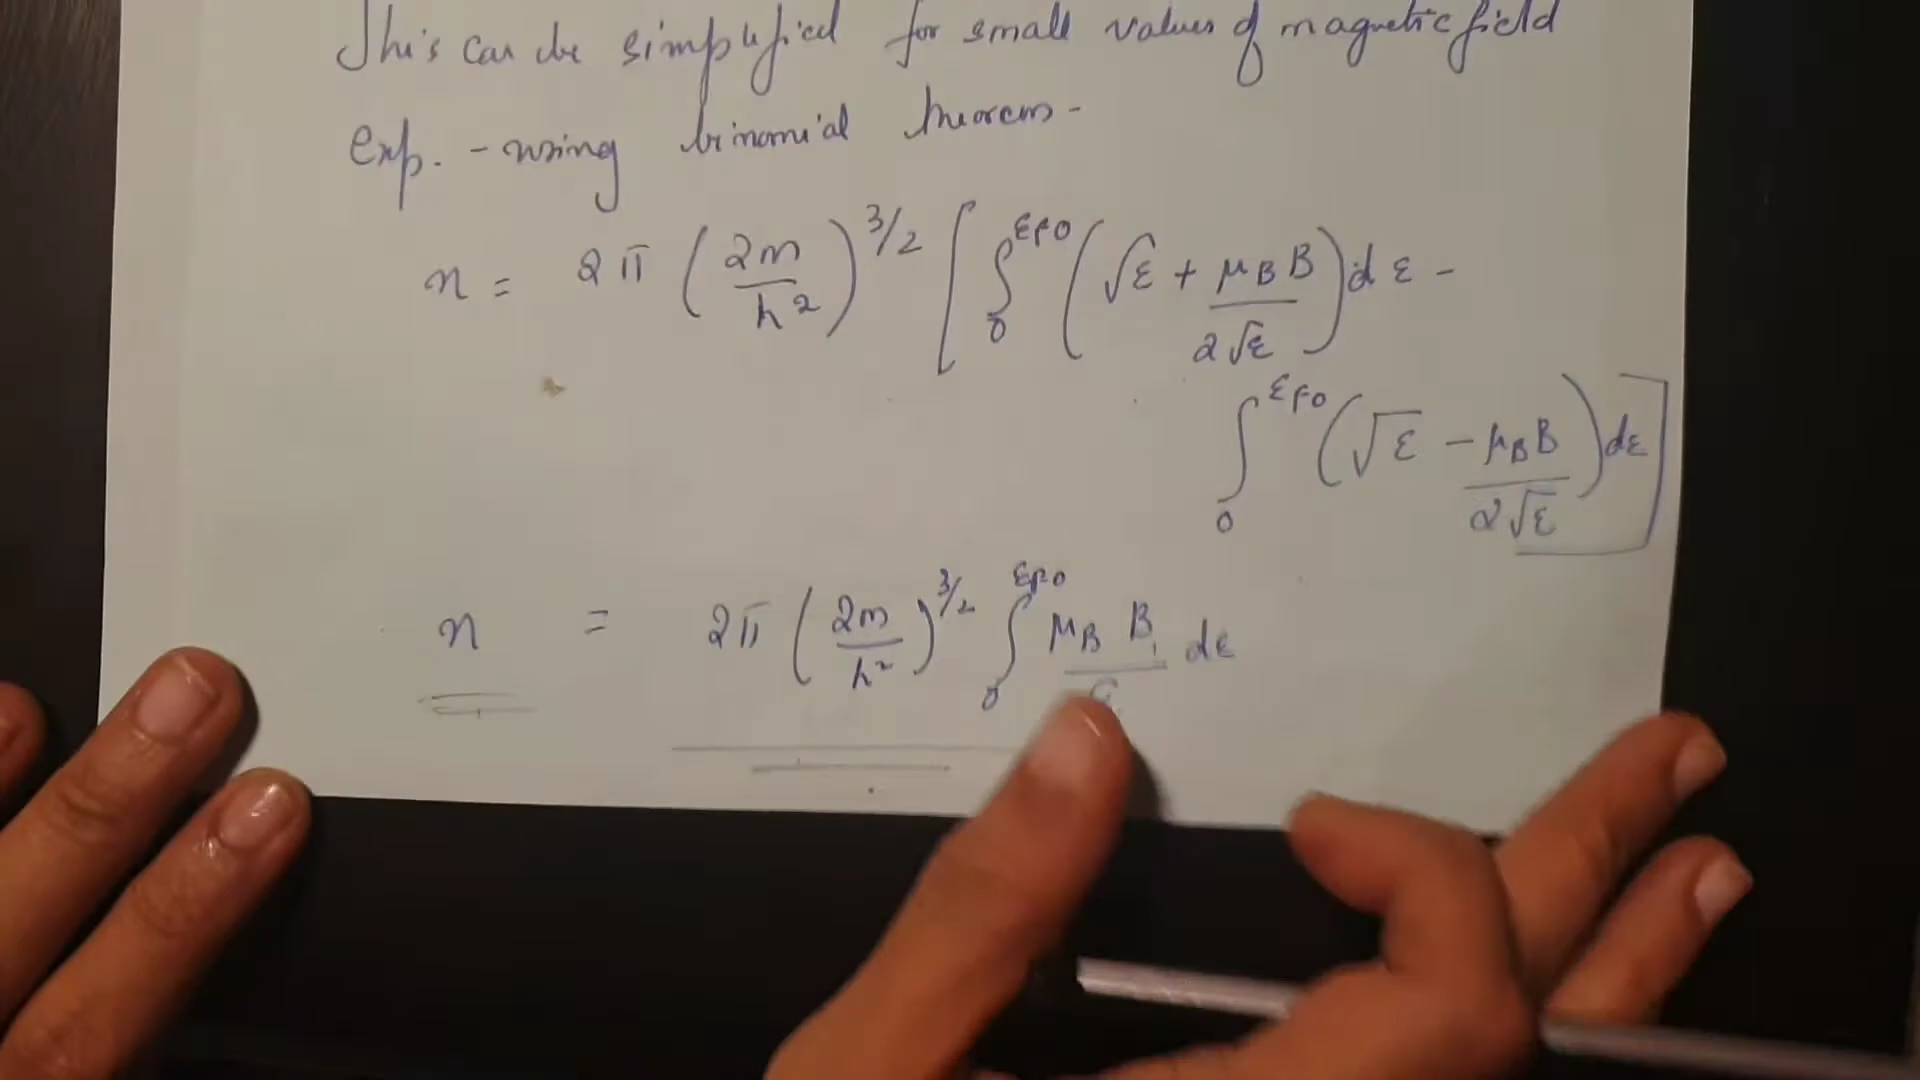 This can be simplified for small values of magnetic field
exp. - using binomial theorem -
n = 2π (2m/h²)^3/2 [ ∫₀^εF0 (√ε + μB B / 2√ε) dε -
∫₀^εF0 (√ε - μB B / 2√ε) dε ]
n = 2π (2m/h²)^3/2 ∫₀^εF0 μB B dε